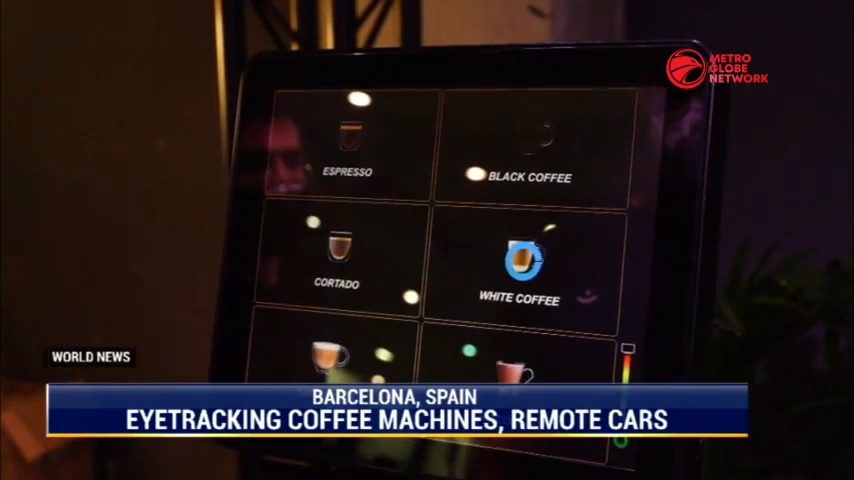 METRO
GLOBE
NETWORK
ESPRESSO
BLACK COFFEE
CORTADO
WHITE COFFEE
WORLD NEWS
BARCELONA, SPAIN
EYETRACKING COFFEE MACHINES, REMOTE CARS